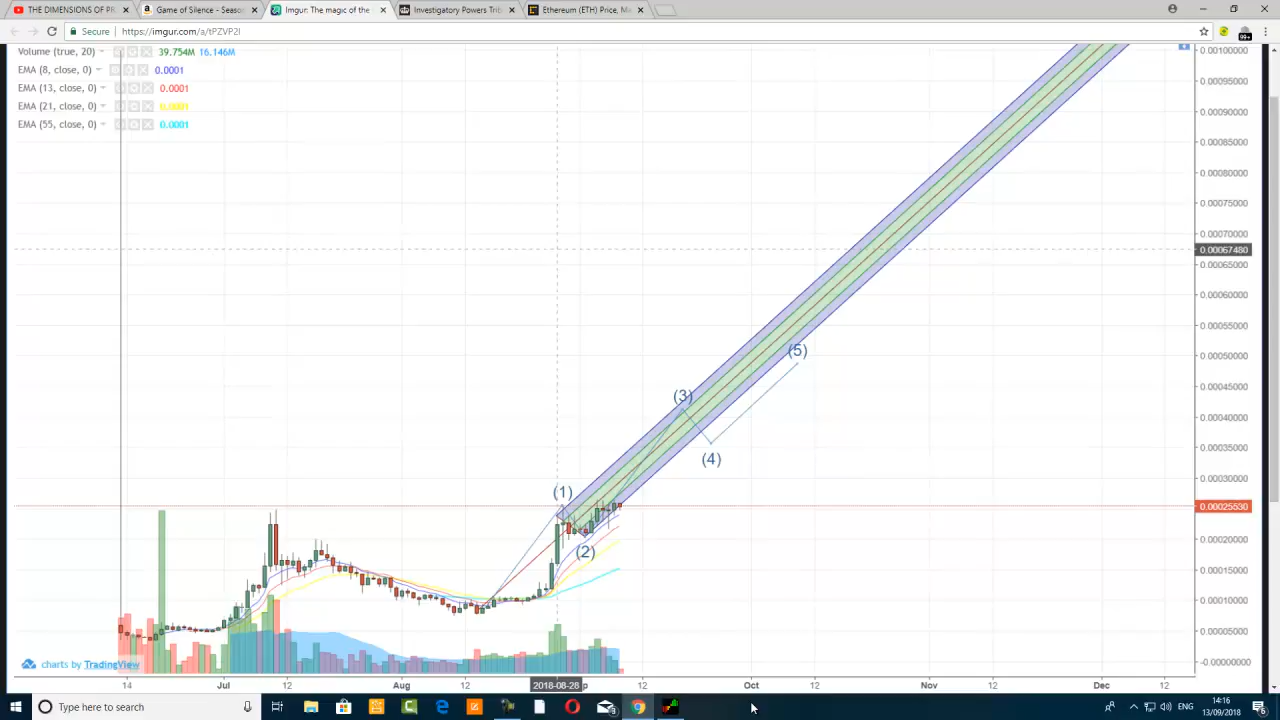 THE DIMENSIONS OF PR
Game of Silence - Seaso
Imgur: The magic of the
Investigatory Powers Trib
Ethereum (ETH) Price, Ma
Secure
https://imgur.com/a/tPZVP2I
99+
Volume (true, 20) 39.754M 16.146M
EMA (8, close, 0) 0.0001
EMA (13, close, 0) 0.0001
EMA (21, close, 0) 0.0001
EMA (55, close, 0) 0.0001
0.00100000
0.00095000
0.00090000
0.00085000
0.00080000
0.00075000
0.00070000
0.00067480
0.00065000
0.00060000
0.00055000
0.00050000
0.00045000
0.00040000
0.00035000
0.00030000
0.00025530
0.00020000
0.00015000
0.00010000
0.00005000
-0.00000000
(5)
(3)
(4)
(1)
(2)
charts by TradingView
14 Jul 12 Aug 12 2018-08-28 12 Oct 12 Nov 12 Dec 12
Type here to search
ENG
14:16
13/09/2018